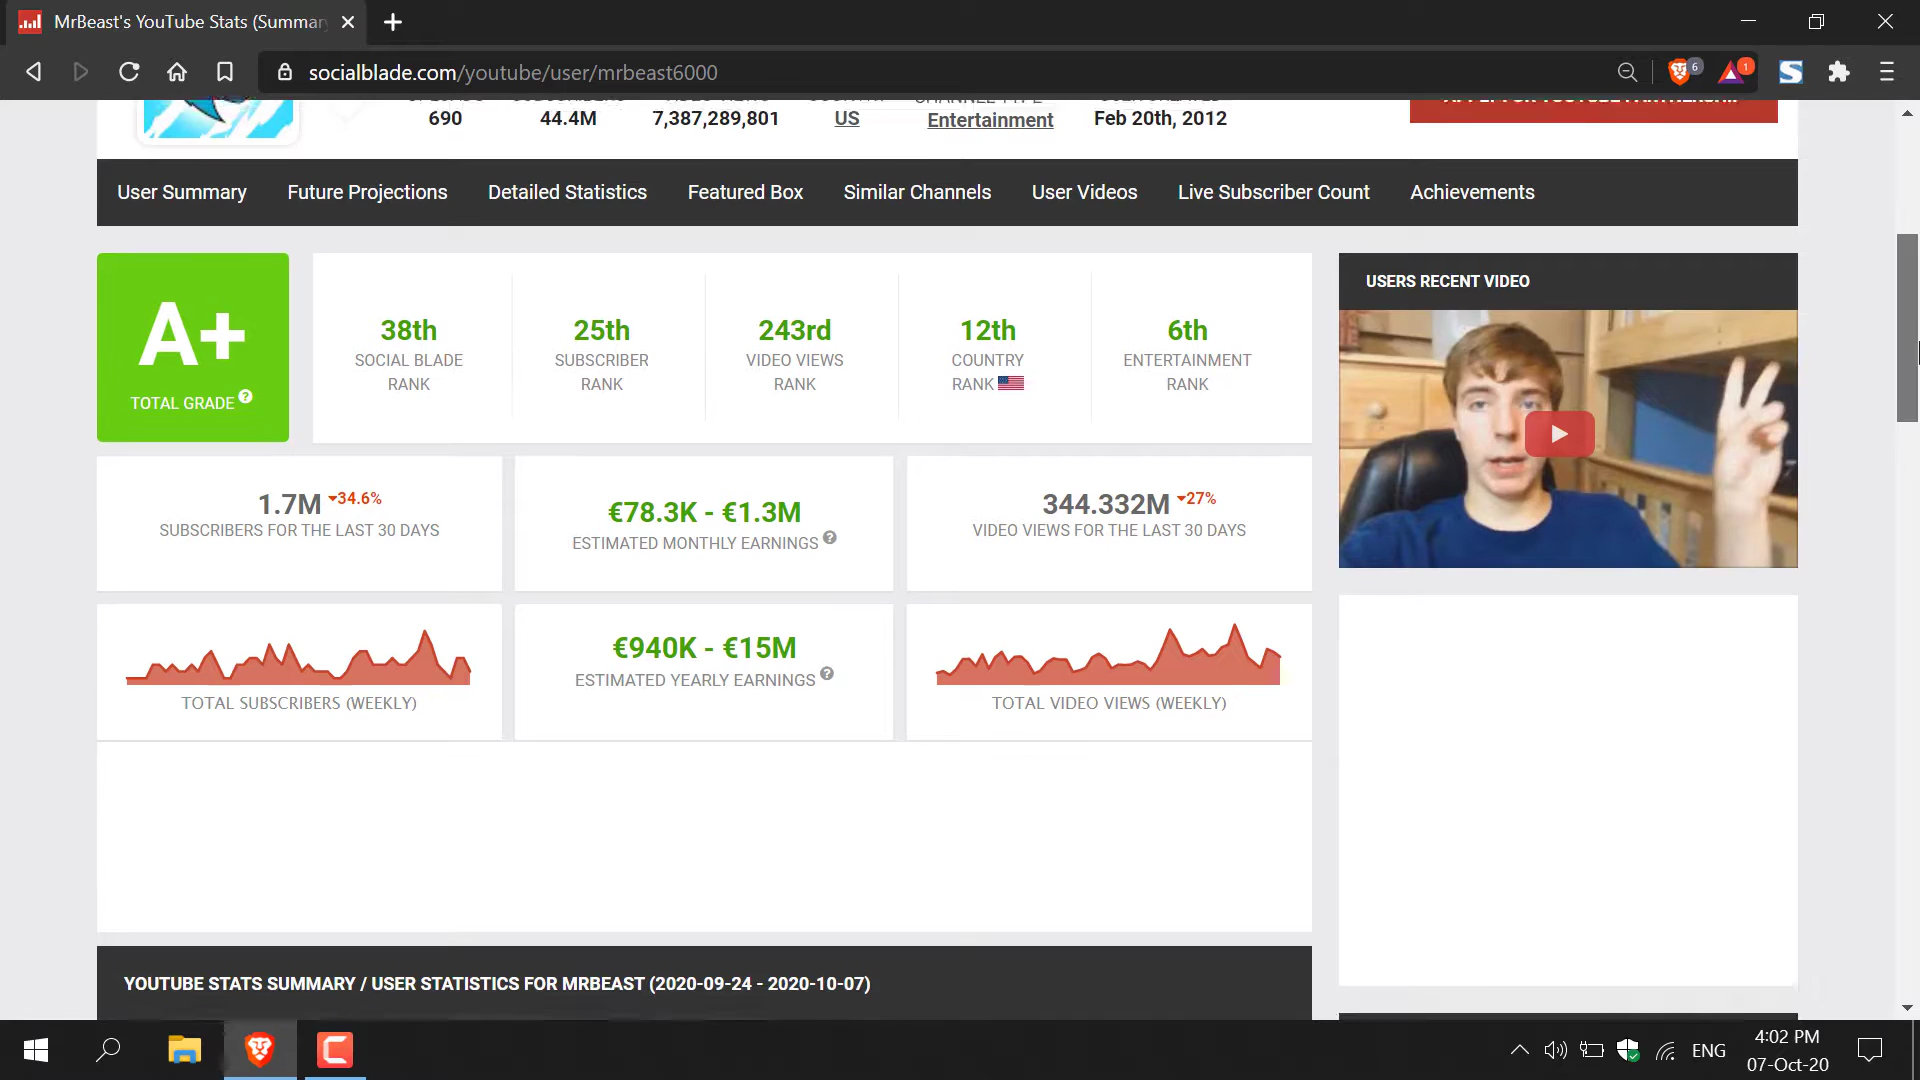 MrBeast's YouTube Stats (Summar
socialblade.com/youtube/user/mrbeast6000
6
1
690
44.4M
7,387,289,801
US
Entertainment
Feb 20th, 2012
User Summary
Future Projections
Detailed Statistics
Featured Box
Similar Channels
User Videos
Live Subscriber Count
Achievements
A+
TOTAL GRADE
38th
SOCIAL BLADE
RANK
25th
SUBSCRIBER
RANK
243rd
VIDEO VIEWS
RANK
12th
COUNTRY
RANK
6th
ENTERTAINMENT
RANK
USERS RECENT VIDEO
1.7M 34.6%
SUBSCRIBERS FOR THE LAST 30 DAYS
€78.3K - €1.3M
ESTIMATED MONTHLY EARNINGS
344.332M 27%
VIDEO VIEWS FOR THE LAST 30 DAYS
TOTAL SUBSCRIBERS (WEEKLY)
€940K - €15M
ESTIMATED YEARLY EARNINGS
TOTAL VIDEO VIEWS (WEEKLY)
YOUTUBE STATS SUMMARY / USER STATISTICS FOR MRBEAST (2020-09-24 - 2020-10-07)
ENG
4:02 PM
07-Oct-20